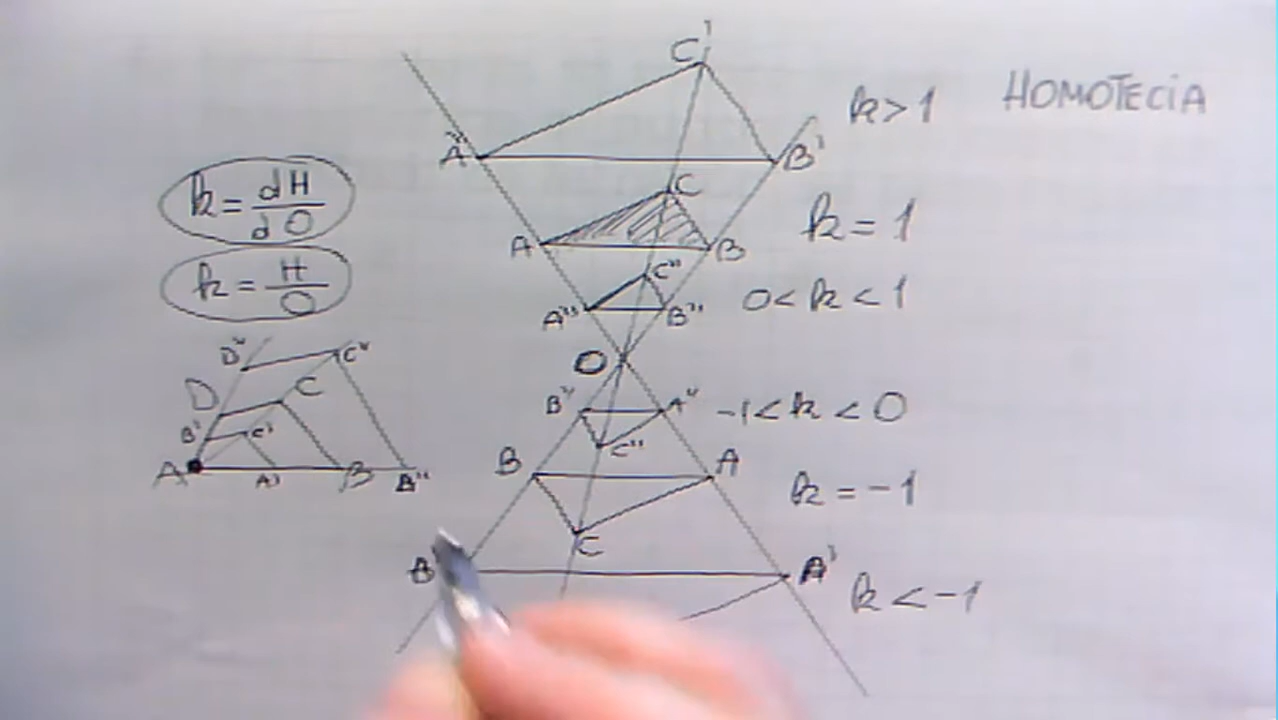 HOMOTECIA
C'
k>1
A'
B'
k = dH / dO
C
k = 1
A
B
k = H / O
C''
0 < k < 1
A''
B''
O
D''
C''
D
C
B'
C'
A
A'
B
B''
B''
A''
-1 < k < 0
C''
B
A
k = -1
C
A'
k < -1